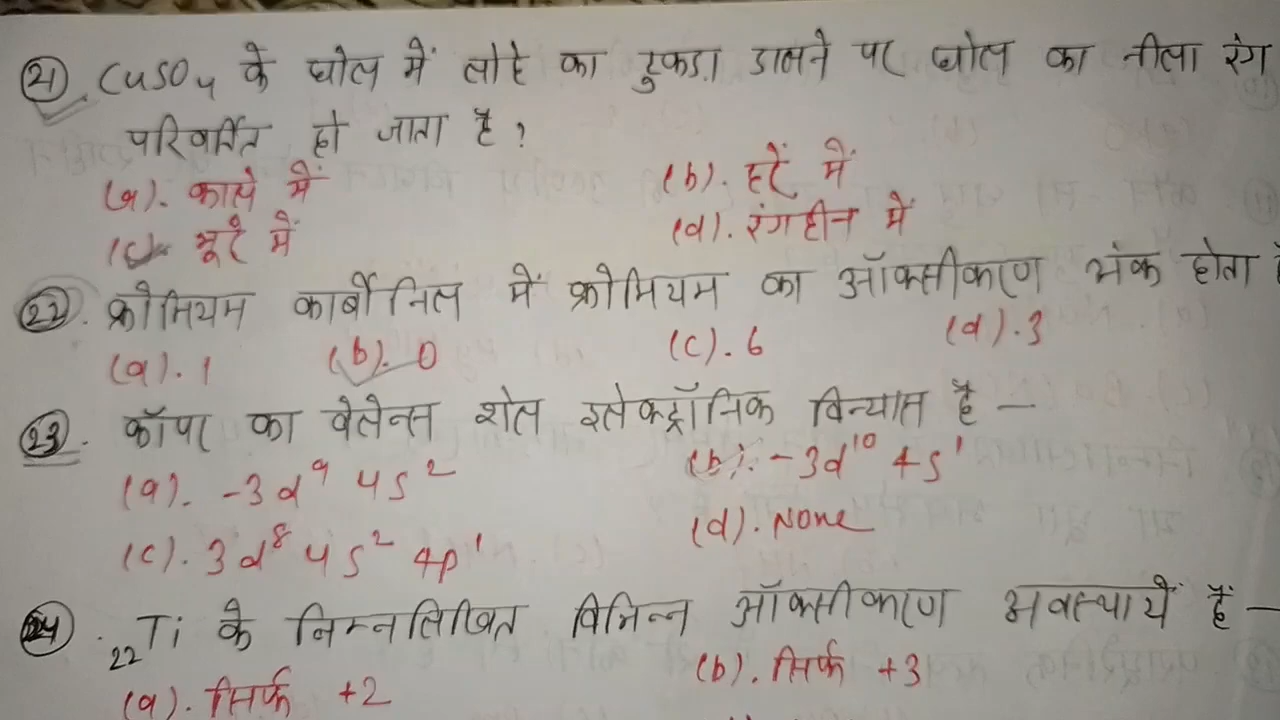 21. CuSO4 के घोल में लोहे का टुकड़ा डालने पर घोल का नीला रंग
परिवर्तित हो जाता है ?
(a). काले में (b). हरें में
(c) भूरे में (d). रंगहीन में
22. क्रोमियम कार्बोनिल में क्रोमियम का ऑक्सीकरण अंक होता
(a). 1 (b). 0 (c). 6 (d). 3
23. कॉपर का वेलेन्स शेल इलेक्ट्रॉनिक विन्यास है —
(a). -3d⁹ 4s² (b). -3d¹⁰ 4s¹
(c). 3d⁸ 4s² 4p¹ (d). None
24. ₂₂Ti के निम्नलिखित विभिन्न ऑक्सीकरण अवस्थायें हैं —
(a). सिर्फ +2 (b). सिर्फ +3